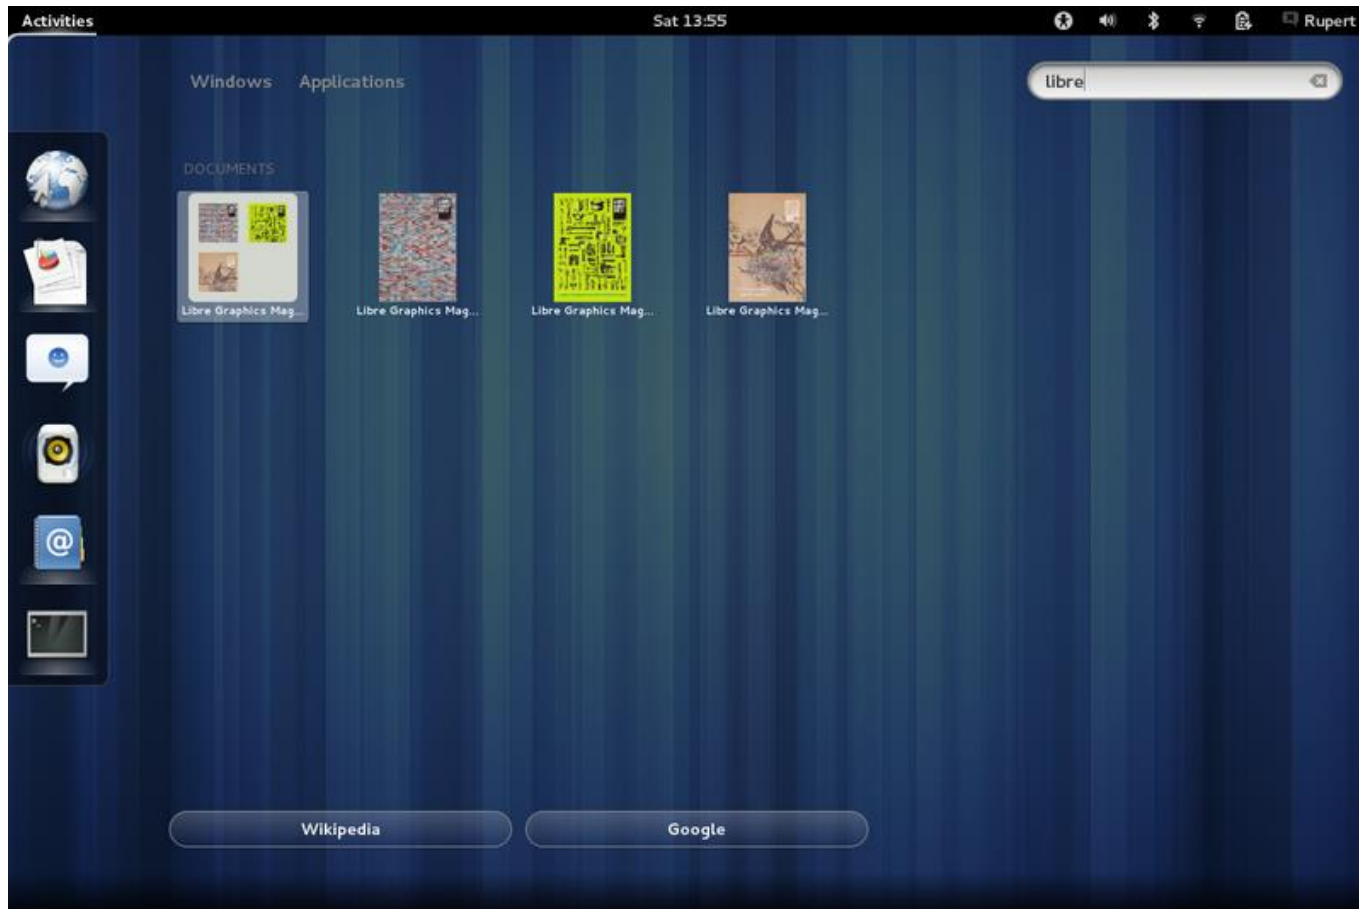 Activities Sat 13:55 Rupert
Windows Applications libre
DOCUMENTS
Libre Graphics Mag... Libre Graphics Mag... Libre Graphics Mag... Libre Graphics Mag...
@
Wikipedia Google